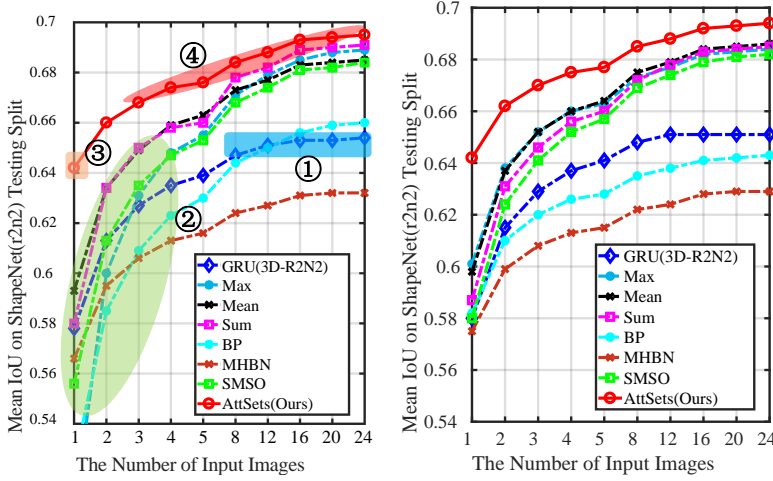 Mean IoU on ShapeNet(r2n2) Testing Split
0.7
0.68
0.66
0.64
0.6
0.58
0.56
0.54
④
③
①
②
GRU(3D-R2N2)
Max
Mean
Sum
BP
MHBN
SMSO
AttSets(Ours)
1 2 3 4 5 8 12 16 20 24
The Number of Input Images
Mean IoU on ShapeNet(r2n2) Testing Split
0.7
0.68
0.66
0.64
0.62
0.6
0.58
0.56
0.54
GRU(3D-R2N2)
Max
Mean
Sum
BP
MHBN
SMSO
AttSets(Ours)
1 2 3 4 5 8 12 16 20 24
The Number of Input Images